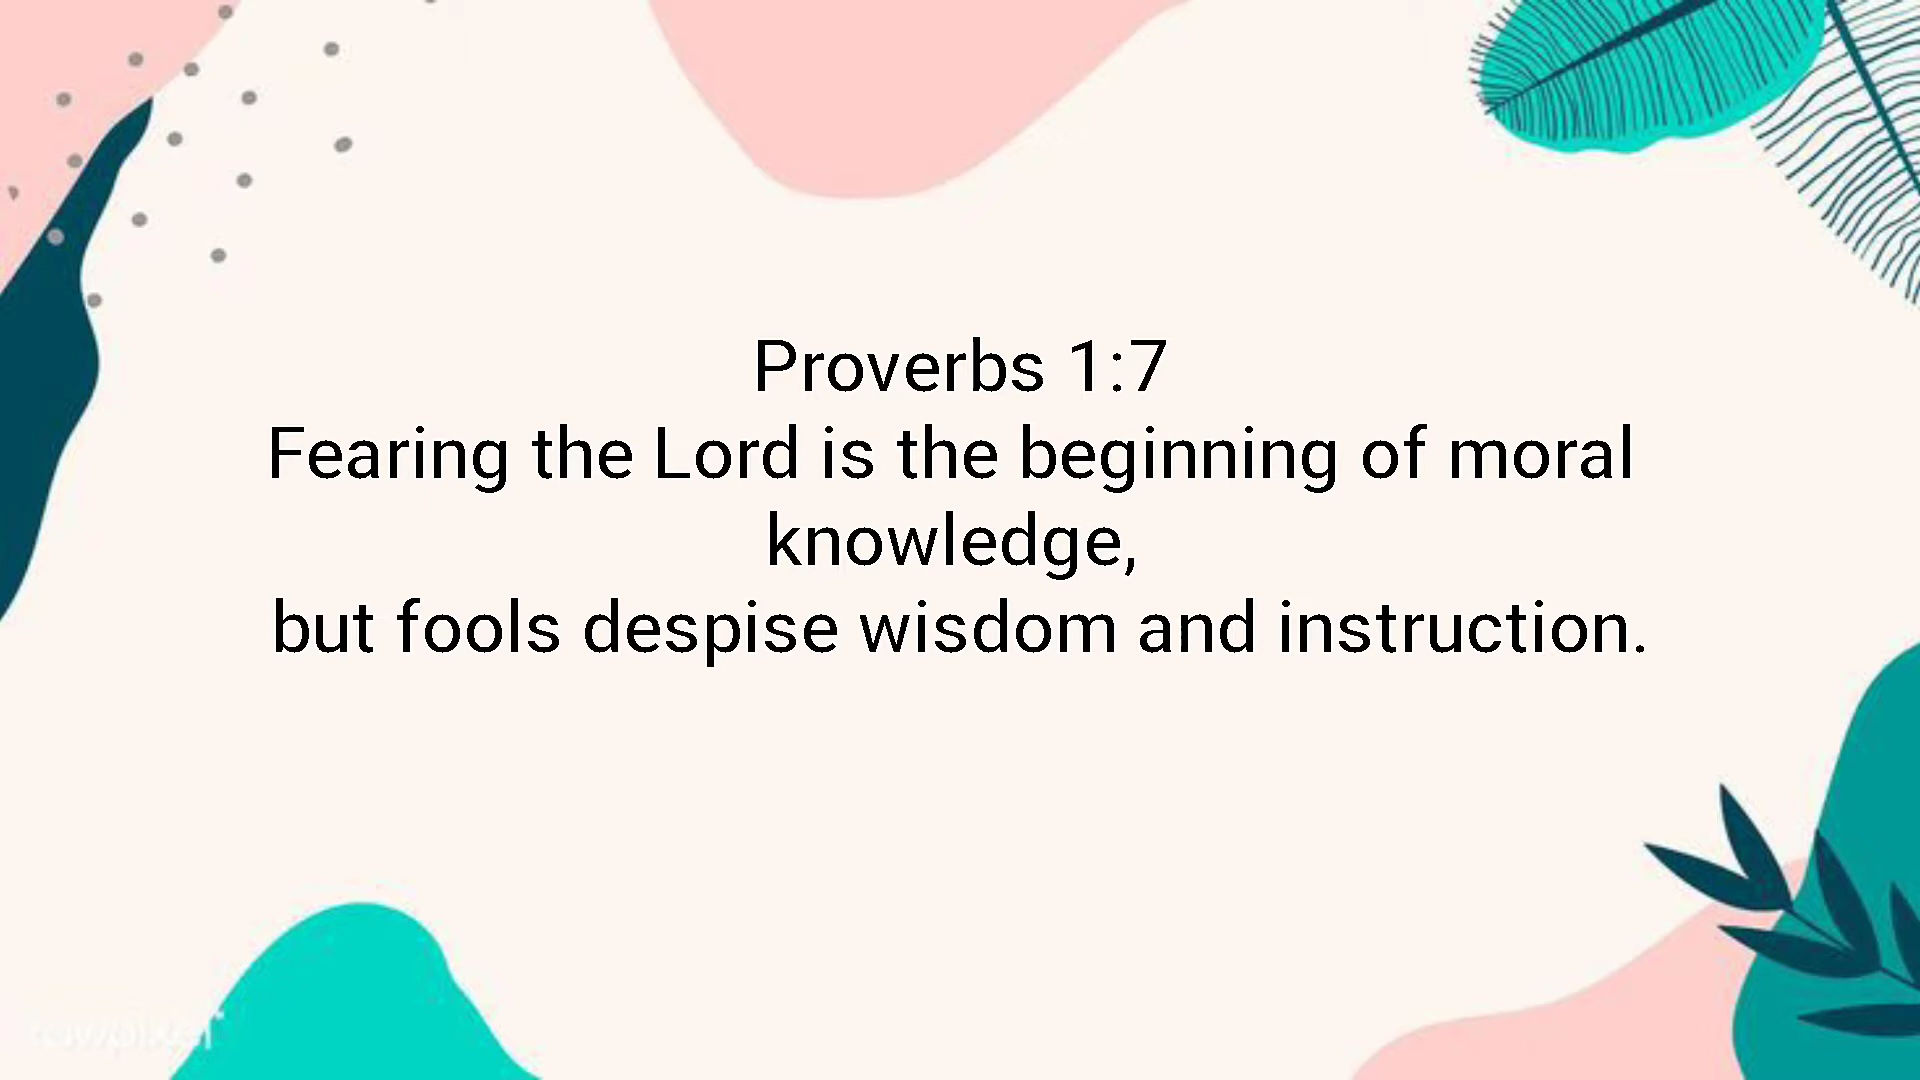 Proverbs 1:7
Fearing the Lord is the beginning of moral
knowledge,
but fools despise wisdom and instruction.